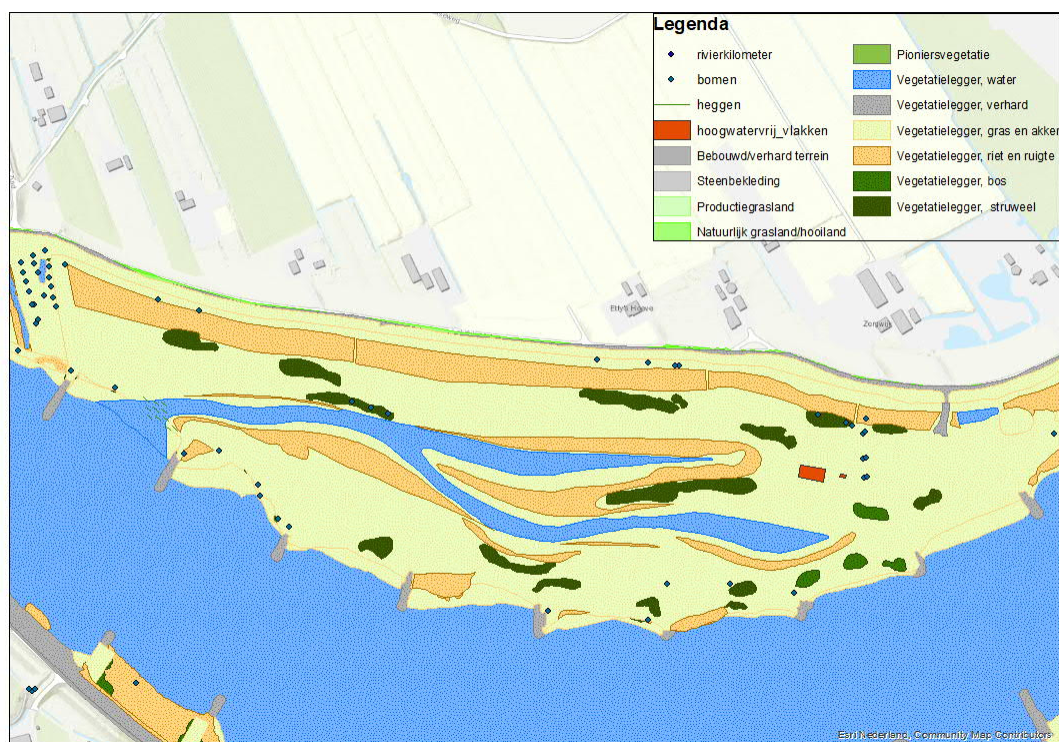 Legenda
rivierkilometer
bomen
heggen
hoogwatervrij_vlakken
Bebouwd/verhard terrein
Steenbekleding
Productiegrasland
Natuurlijk grasland/hooiland
Pioniersvegetatie
Vegetatielegger, water
Vegetatielegger, verhard
Vegetatielegger, gras en akker
Vegetatielegger, riet en ruigte
Vegetatielegger, bos
Vegetatielegger, struweel
Zorgwijk
Esri Nederland, Community Map Contributors